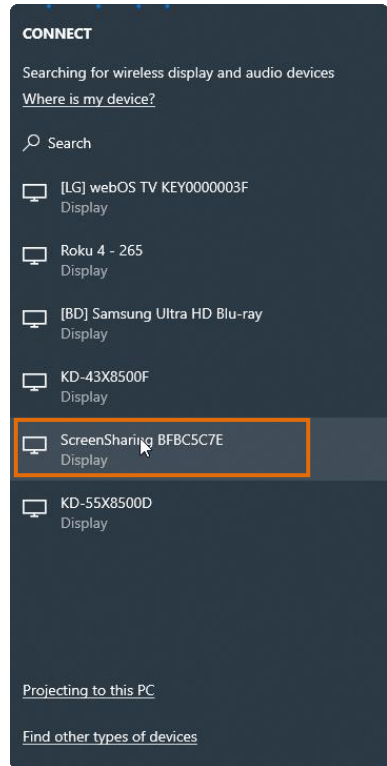 CONNECT
Searching for wireless display and audio devices
Where is my device?
Search
[LG] webOS TV KEY0000003F
Display
Roku 4 - 265
Display
[BD] Samsung Ultra HD Blu-ray
Display
KD-43X8500F
Display
ScreenSharing BFBC5C7E
Display
KD-55X8500D
Display
Projecting to this PC
Find other types of devices